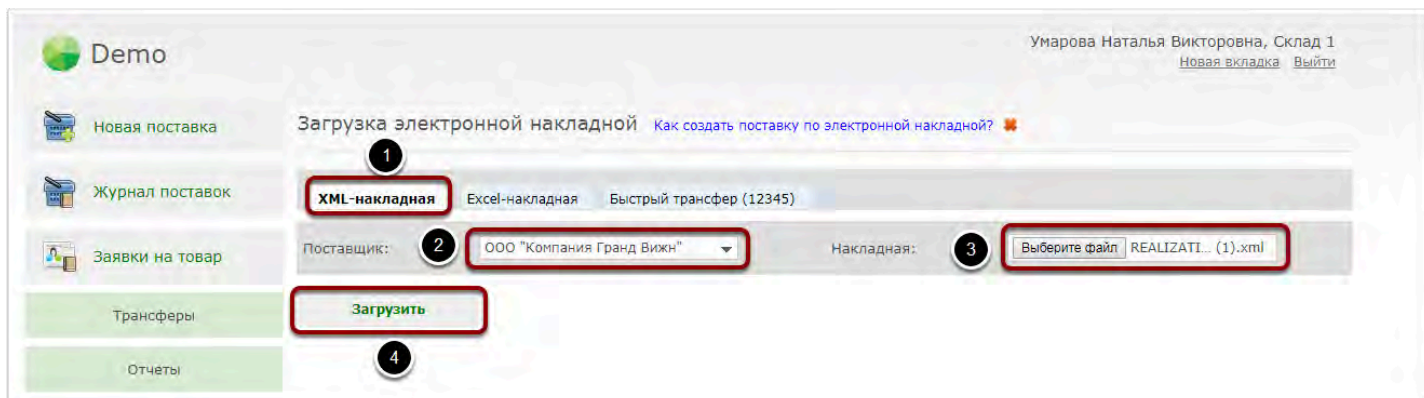 Demo
Умарова Наталья Викторовна, Склад 1
Новая вкладка Выйти
Новая поставка
Журнал поставок
Заявки на товар
Трансферы
Отчеты
Загрузка электронной накладной Как создать поставку по электронной накладной?
1
XML-накладная Excel-накладная Быстрый трансфер (12345)
Поставщик: 2 ООО "Компания Гранд Вижн" Накладная: 3 Выберите файл REALIZATI... (1).xml
Загрузить
4